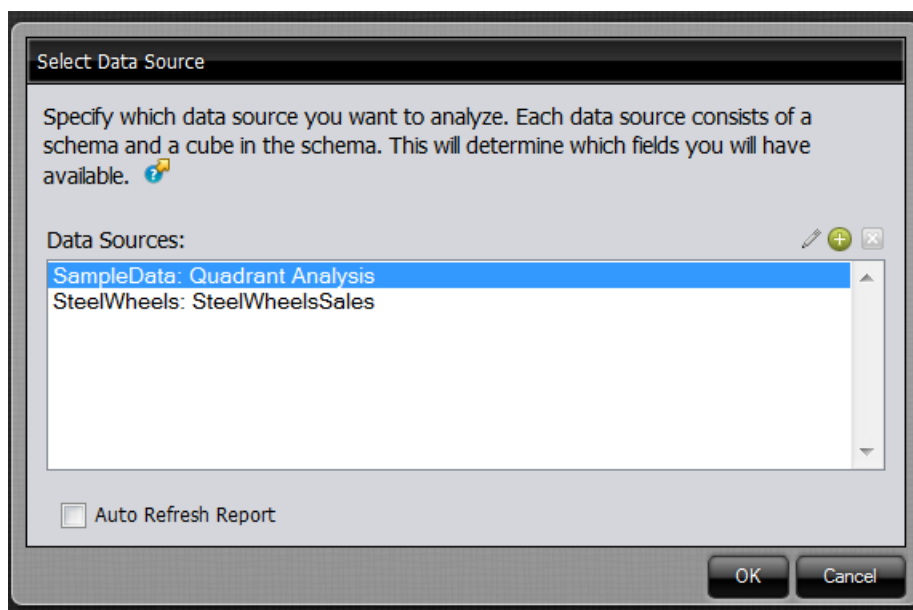 Select Data Source
Specify which data source you want to analyze. Each data source consists of a
schema and a cube in the schema. This will determine which fields you will have
available.
Data Sources:
SampleData: Quadrant Analysis
SteelWheels: SteelWheelsSales
Auto Refresh Report
OK
Cancel